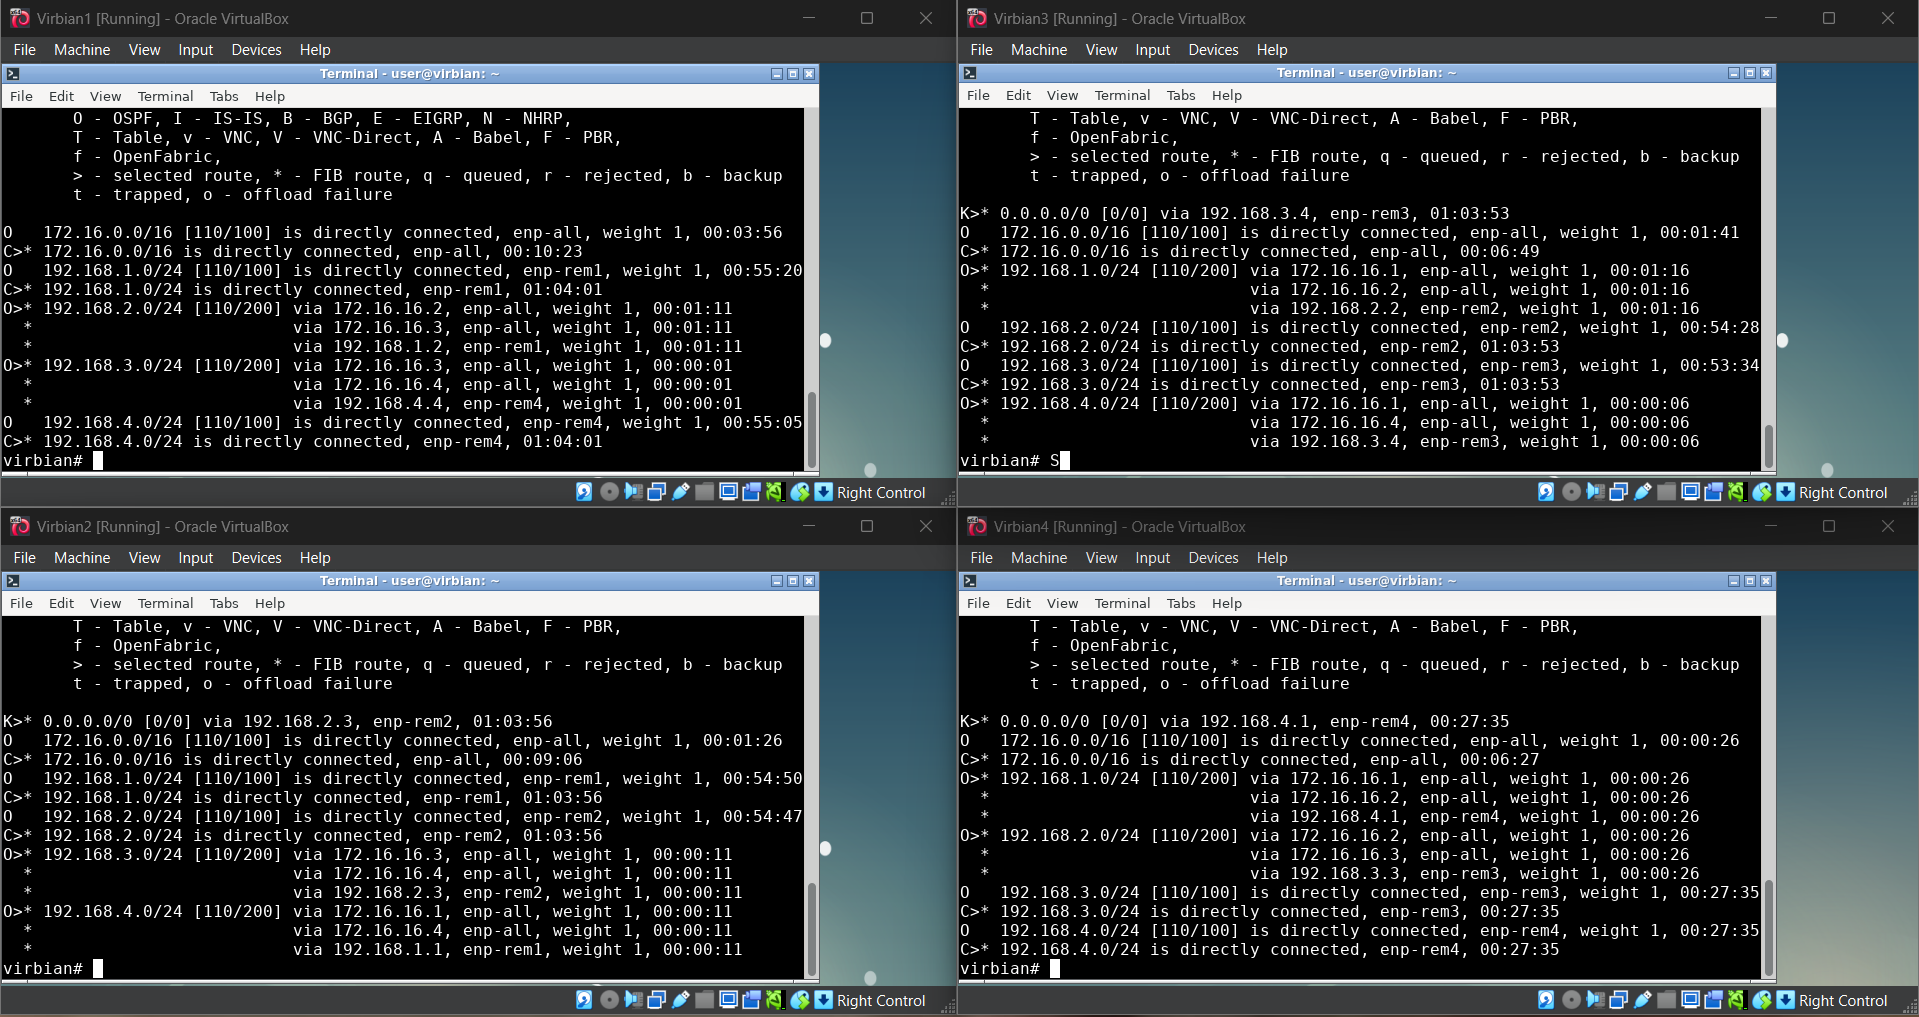 Virbian1 [Running] - Oracle VirtualBox
File Machine View Input Devices Help
Terminal - user@virbian: ~
File Edit View Terminal Tabs Help
O - OSPF, I - IS-IS, B - BGP, E - EIGRP, N - NHRP,
T - Table, v - VNC, V - VNC-Direct, A - Babel, F - PBR,
f - OpenFabric,
> - selected route, * - FIB route, q - queued, r - rejected, b - backup
t - trapped, o - offload failure
O   172.16.0.0/16 [110/100] is directly connected, enp-all, weight 1, 00:03:56
C>* 172.16.0.0/16 is directly connected, enp-all, 00:10:23
O   192.168.1.0/24 [110/100] is directly connected, enp-rem1, weight 1, 00:55:20
C>* 192.168.1.0/24 is directly connected, enp-rem1, 01:04:01
O>* 192.168.2.0/24 [110/200] via 172.16.16.2, enp-all, weight 1, 00:01:11
  *                          via 172.16.16.3, enp-all, weight 1, 00:01:11
  *                          via 192.168.1.2, enp-rem1, weight 1, 00:01:11
O>* 192.168.3.0/24 [110/200] via 172.16.16.3, enp-all, weight 1, 00:00:01
  *                          via 172.16.16.4, enp-all, weight 1, 00:00:01
  *                          via 192.168.4.4, enp-rem4, weight 1, 00:00:01
O   192.168.4.0/24 [110/100] is directly connected, enp-rem4, weight 1, 00:55:05
C>* 192.168.4.0/24 is directly connected, enp-rem4, 01:04:01
virbian#
Right Control
Virbian3 [Running] - Oracle VirtualBox
File Machine View Input Devices Help
Terminal - user@virbian: ~
File Edit View Terminal Tabs Help
T - Table, v - VNC, V - VNC-Direct, A - Babel, F - PBR,
f - OpenFabric,
> - selected route, * - FIB route, q - queued, r - rejected, b - backup
t - trapped, o - offload failure
K>* 0.0.0.0/0 [0/0] via 192.168.3.4, enp-rem3, 01:03:53
O   172.16.0.0/16 [110/100] is directly connected, enp-all, weight 1, 00:01:41
C>* 172.16.0.0/16 is directly connected, enp-all, 00:06:49
O>* 192.168.1.0/24 [110/200] via 172.16.16.1, enp-all, weight 1, 00:01:16
  *                          via 172.16.16.2, enp-all, weight 1, 00:01:16
  *                          via 192.168.2.2, enp-rem2, weight 1, 00:01:16
O   192.168.2.0/24 [110/100] is directly connected, enp-rem2, weight 1, 00:54:28
C>* 192.168.2.0/24 is directly connected, enp-rem2, 01:03:53
O   192.168.3.0/24 [110/100] is directly connected, enp-rem3, weight 1, 00:53:34
C>* 192.168.3.0/24 is directly connected, enp-rem3, 01:03:53
O>* 192.168.4.0/24 [110/200] via 172.16.16.1, enp-all, weight 1, 00:00:06
  *                          via 172.16.16.4, enp-all, weight 1, 00:00:06
  *                          via 192.168.3.4, enp-rem3, weight 1, 00:00:06
virbian# S
Right Control
Virbian2 [Running] - Oracle VirtualBox
File Machine View Input Devices Help
Terminal - user@virbian: ~
File Edit View Terminal Tabs Help
T - Table, v - VNC, V - VNC-Direct, A - Babel, F - PBR,
f - OpenFabric,
> - selected route, * - FIB route, q - queued, r - rejected, b - backup
t - trapped, o - offload failure
K>* 0.0.0.0/0 [0/0] via 192.168.2.3, enp-rem2, 01:03:56
O   172.16.0.0/16 [110/100] is directly connected, enp-all, weight 1, 00:01:26
C>* 172.16.0.0/16 is directly connected, enp-all, 00:09:06
O   192.168.1.0/24 [110/100] is directly connected, enp-rem1, weight 1, 00:54:50
C>* 192.168.1.0/24 is directly connected, enp-rem1, 01:03:56
O   192.168.2.0/24 [110/100] is directly connected, enp-rem2, weight 1, 00:54:47
C>* 192.168.2.0/24 is directly connected, enp-rem2, 01:03:56
O>* 192.168.3.0/24 [110/200] via 172.16.16.3, enp-all, weight 1, 00:00:11
  *                          via 172.16.16.4, enp-all, weight 1, 00:00:11
  *                          via 192.168.2.3, enp-rem2, weight 1, 00:00:11
O>* 192.168.4.0/24 [110/200] via 172.16.16.1, enp-all, weight 1, 00:00:11
  *                          via 172.16.16.4, enp-all, weight 1, 00:00:11
  *                          via 192.168.1.1, enp-rem1, weight 1, 00:00:11
virbian#
Right Control
Virbian4 [Running] - Oracle VirtualBox
File Machine View Input Devices Help
Terminal - user@virbian: ~
File Edit View Terminal Tabs Help
T - Table, v - VNC, V - VNC-Direct, A - Babel, F - PBR,
f - OpenFabric,
> - selected route, * - FIB route, q - queued, r - rejected, b - backup
t - trapped, o - offload failure
K>* 0.0.0.0/0 [0/0] via 192.168.4.1, enp-rem4, 00:27:35
O   172.16.0.0/16 [110/100] is directly connected, enp-all, weight 1, 00:00:26
C>* 172.16.0.0/16 is directly connected, enp-all, 00:06:27
O>* 192.168.1.0/24 [110/200] via 172.16.16.1, enp-all, weight 1, 00:00:26
  *                          via 172.16.16.2, enp-all, weight 1, 00:00:26
  *                          via 192.168.4.1, enp-rem4, weight 1, 00:00:26
O>* 192.168.2.0/24 [110/200] via 172.16.16.2, enp-all, weight 1, 00:00:26
  *                          via 172.16.16.3, enp-all, weight 1, 00:00:26
  *                          via 192.168.3.3, enp-rem3, weight 1, 00:00:26
O   192.168.3.0/24 [110/100] is directly connected, enp-rem3, weight 1, 00:27:35
C>* 192.168.3.0/24 is directly connected, enp-rem3, 00:27:35
O   192.168.4.0/24 [110/100] is directly connected, enp-rem4, weight 1, 00:27:35
C>* 192.168.4.0/24 is directly connected, enp-rem4, 00:27:35
virbian#
Right Control